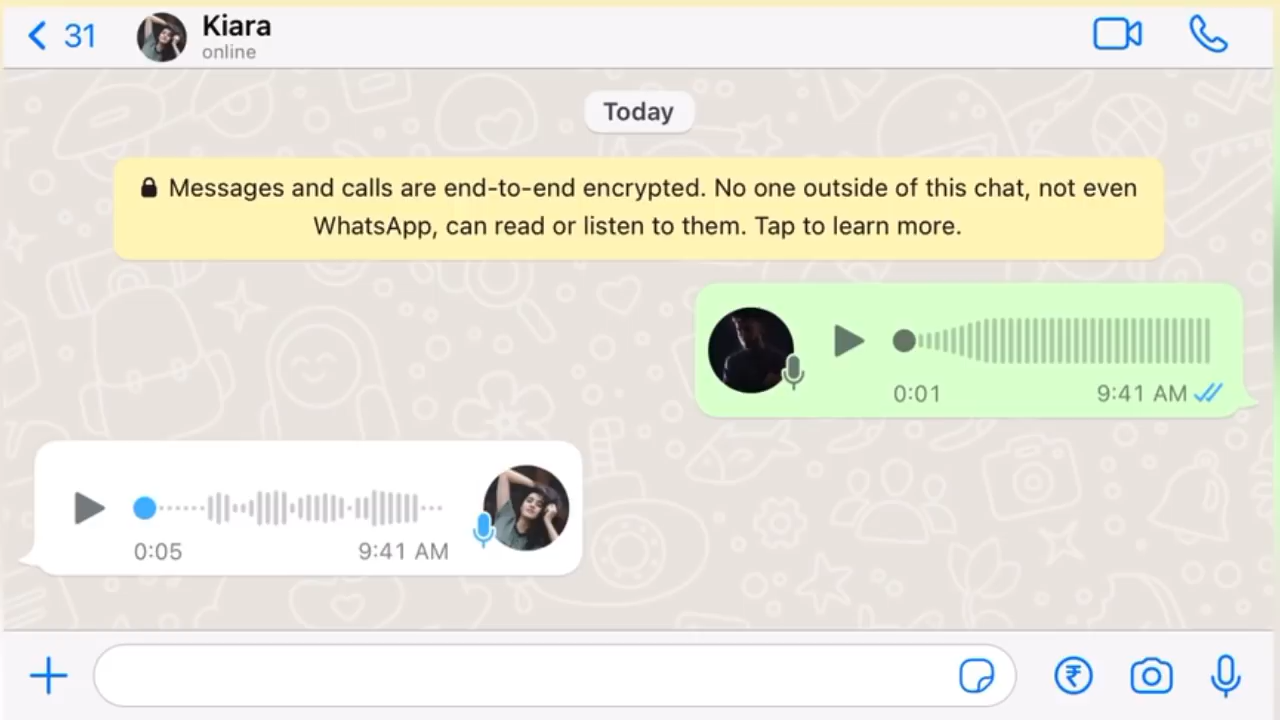 31
Kiara
online
Today
Messages and calls are end-to-end encrypted. No one outside of this chat, not even
WhatsApp, can read or listen to them. Tap to learn more.
0:01 9:41 AM
0:05 9:41 AM
₹